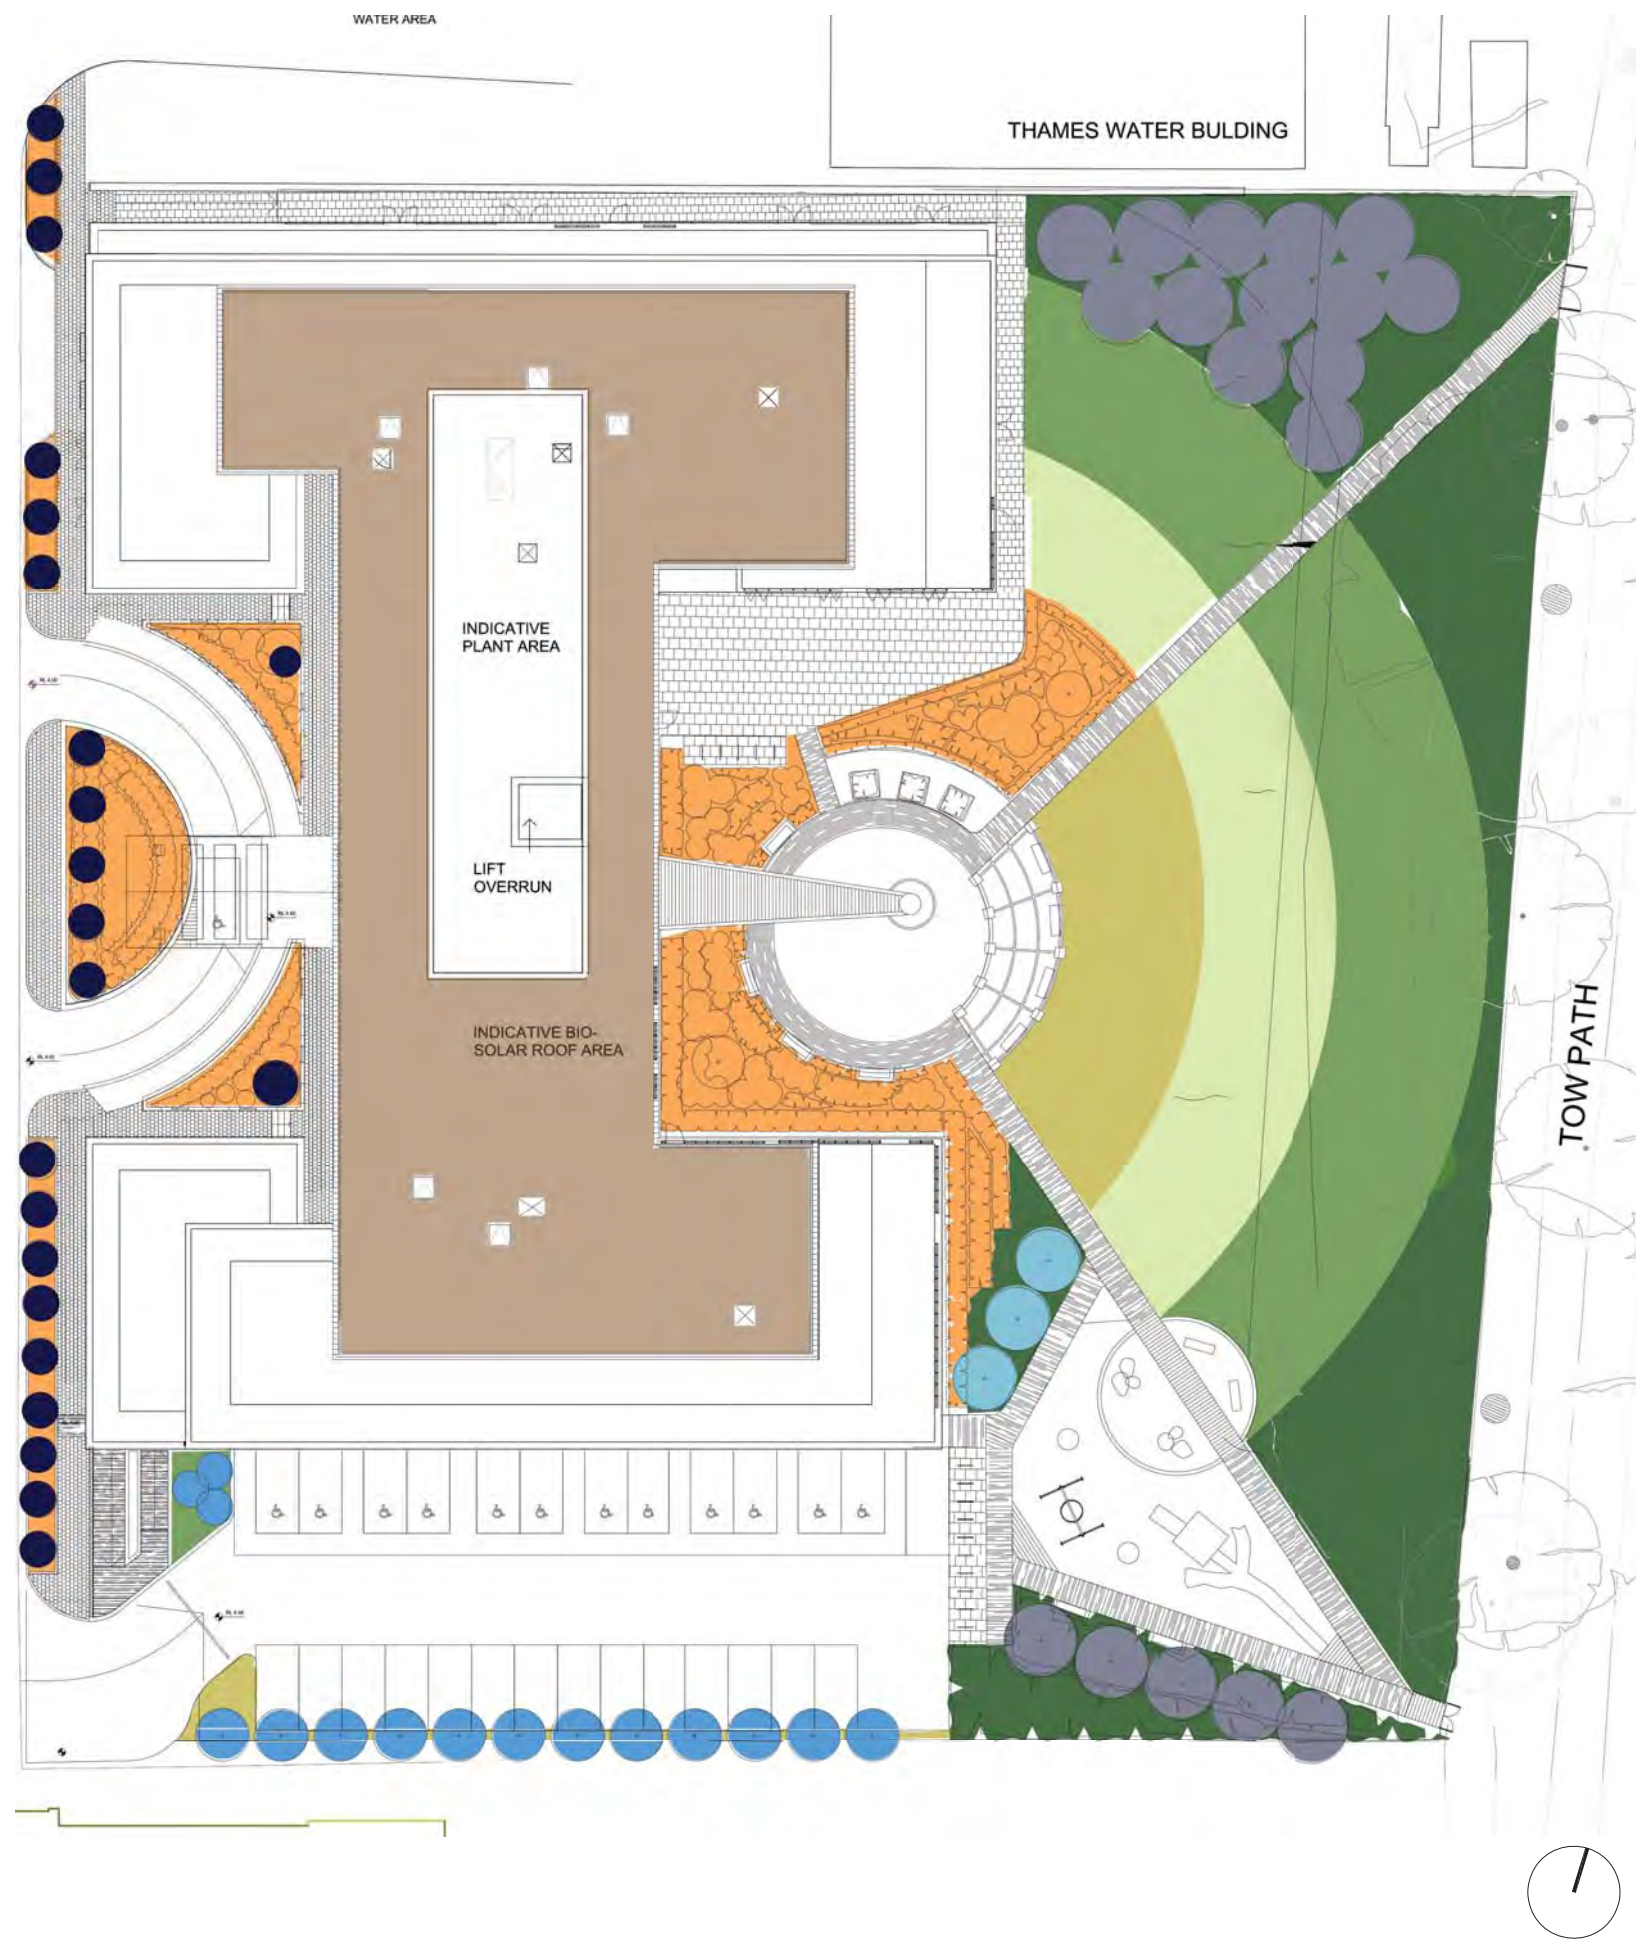 WATER AREA
THAMES WATER BULDING
INDICATIVE
PLANT AREA
LIFT
OVERRUN
INDICATIVE BIO-
SOLAR ROOF AREA
TOW PATH